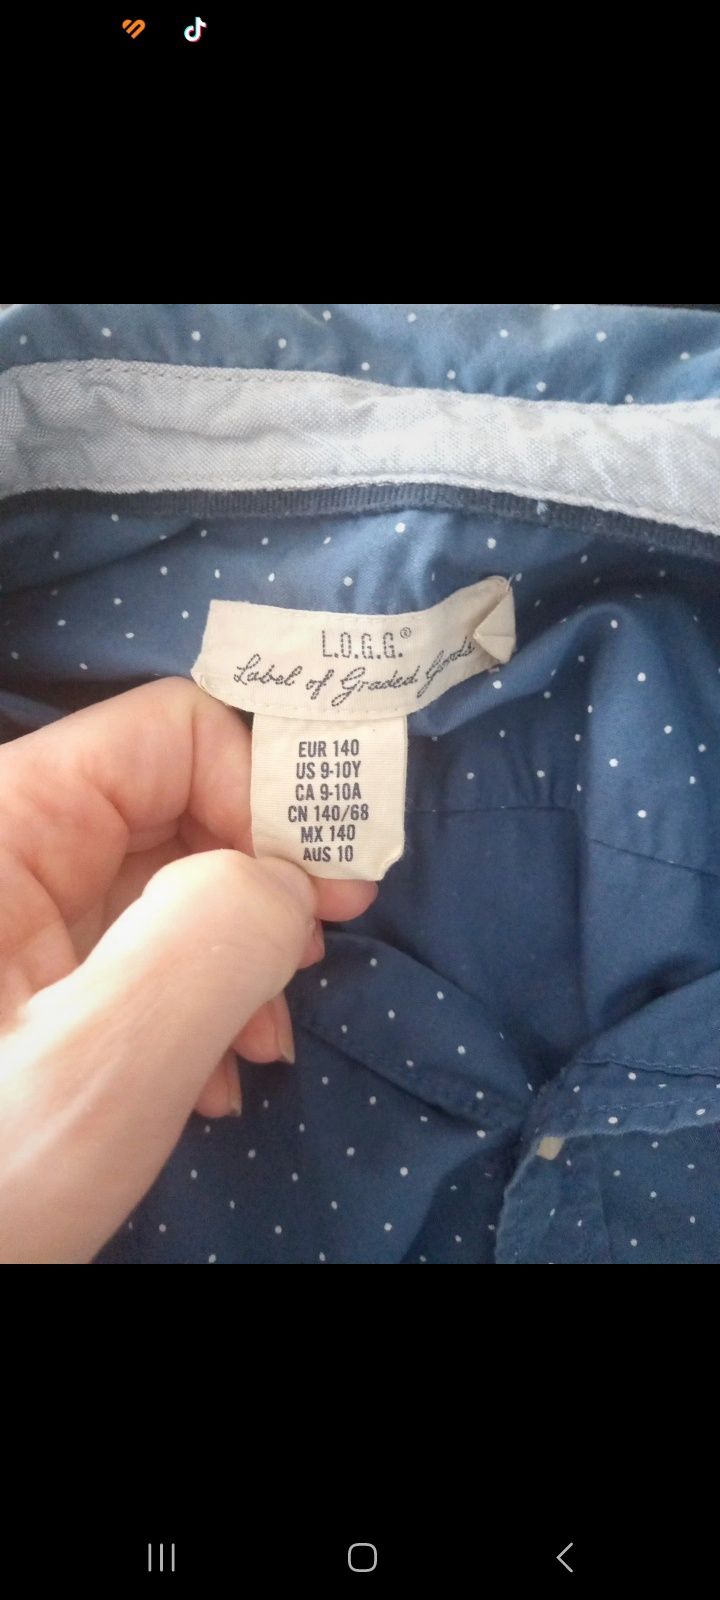 L.O.G.G.®
Label of Graded Goods
EUR 140
US 9-10Y
CA 9-10A
CN 140/68
MX 140
AUS 10